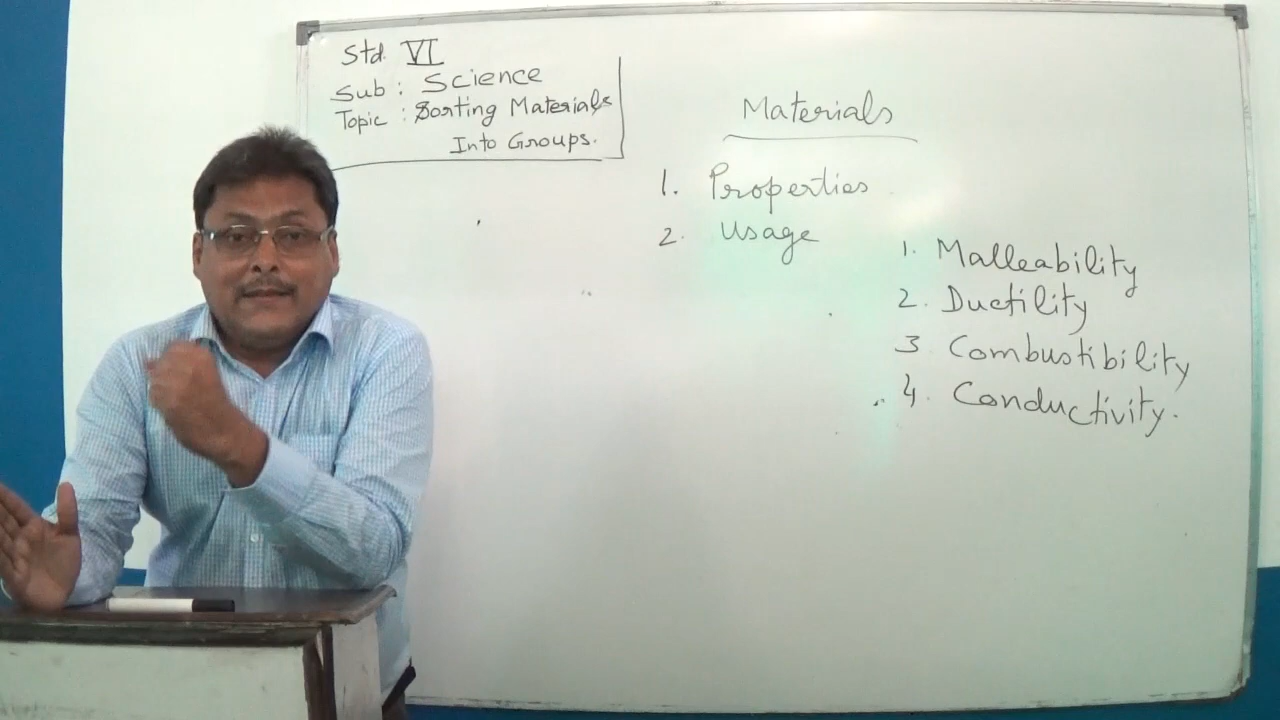 Std. VI
Sub : Science
Topic : Sorting Materials
Into Groups.
Materials
1. Properties
2. Usage
1. Malleability
2. Ductility
3. Combustibility
4. Conductivity.